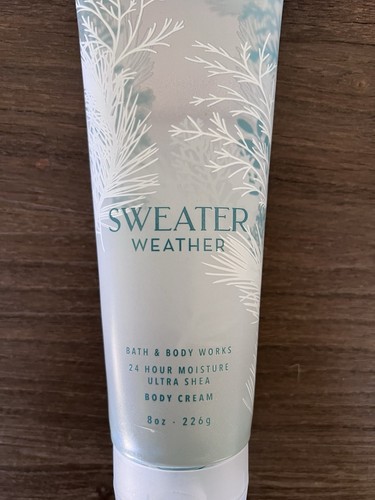 SWEATER
WEATHER
BATH & BODY WORKS
24 HOUR MOISTURE
ULTRA SHEA
BODY CREAM
8oz · 226g